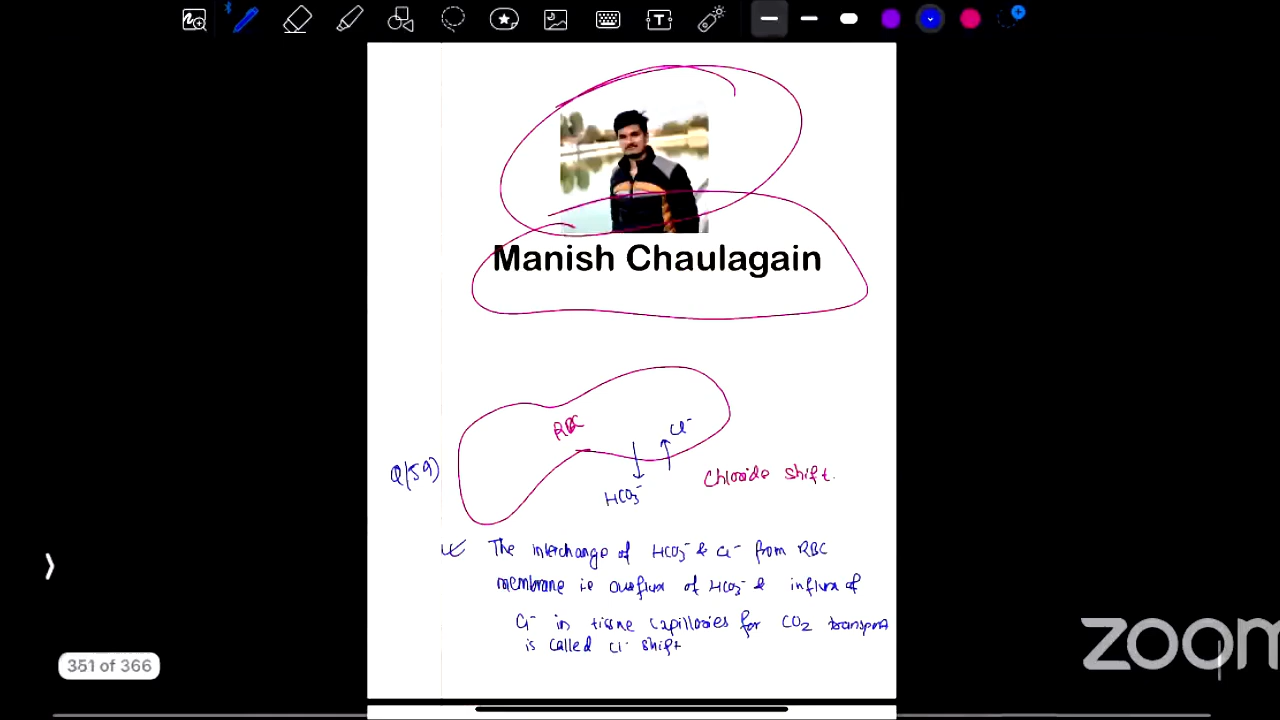 T
Manish Chaulagain
RBC
Cl⁻
Q(59)
HCO₃⁻
Chloride shift.
The interchange of HCO₃⁻ & Cl⁻ from RBC
membrane ie outflux of HCO₃⁻ & influx of
Cl⁻ in tissue capillaries for CO₂ transport
is called Cl⁻ shift
351 of 366
zoom